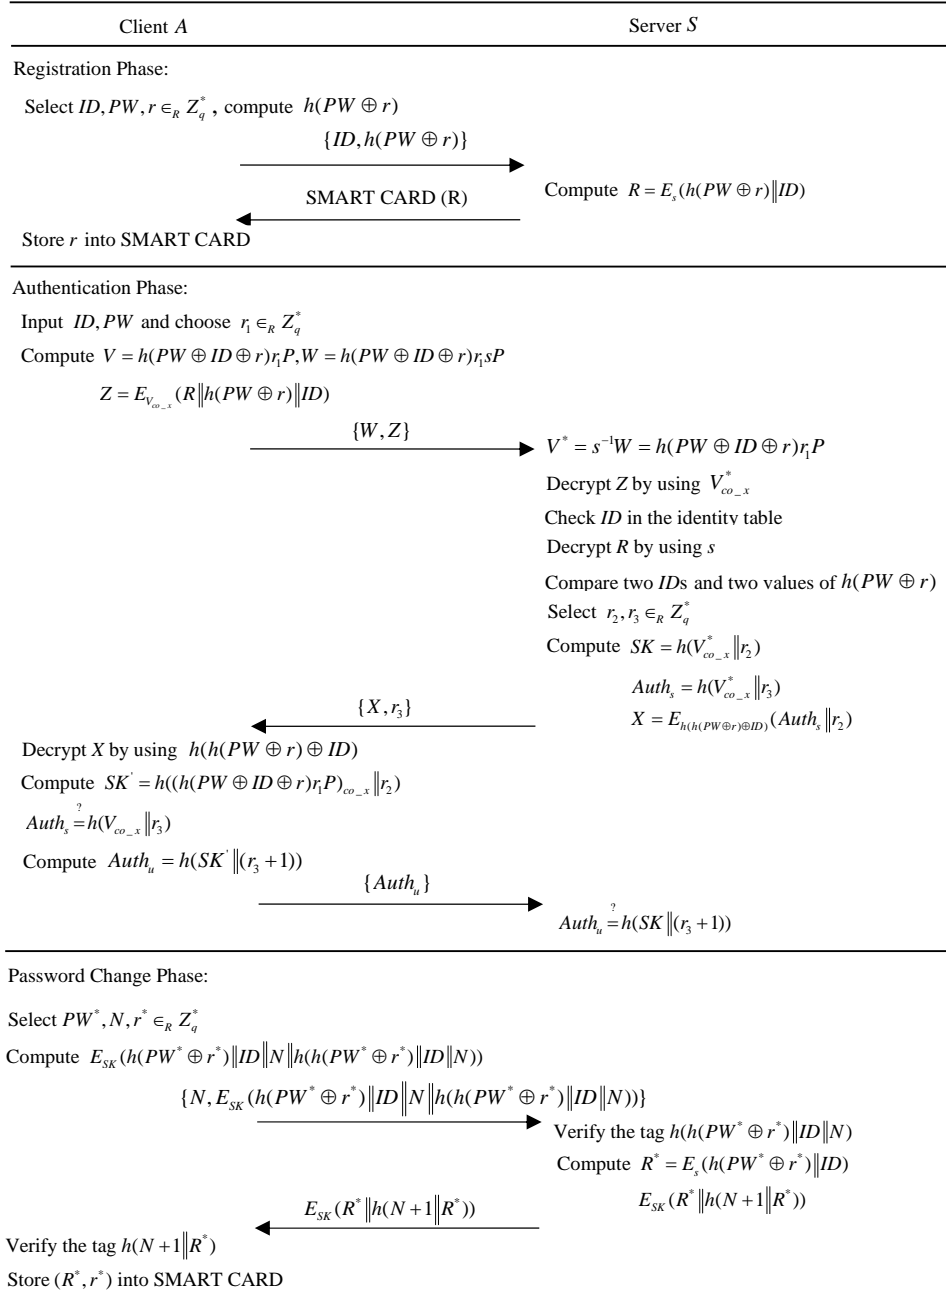 Client A Server S
Registration Phase:
Select ID, PW, r ∈_R Z_q^*, compute h(PW ⊕ r)
{ID, h(PW ⊕ r)}
Compute R = E_s(h(PW ⊕ r)‖ID)
SMART CARD (R)
Store r into SMART CARD
Authentication Phase:
Input ID, PW and choose r_1 ∈_R Z_q^*
Compute V = h(PW ⊕ ID ⊕ r)r_1P, W = h(PW ⊕ ID ⊕ r)r_1sP
Z = E_{V_{co_x}}(R‖h(PW ⊕ r)‖ID)
{W, Z}
V^* = s^{-1}W = h(PW ⊕ ID ⊕ r)r_1P
Decrypt Z by using V^*_{co_x}
Check ID in the identity table
Decrypt R by using s
Compare two IDs and two values of h(PW ⊕ r)
Select r_2, r_3 ∈_R Z_q^*
Compute SK = h(V^*_{co_x}‖r_2)
Auth_s = h(V^*_{co_x}‖r_3)
X = E_{h(h(PW⊕r)⊕ID)}(Auth_s‖r_2)
{X, r_3}
Decrypt X by using h(h(PW ⊕ r) ⊕ ID)
Compute SK' = h((h(PW ⊕ ID ⊕ r)r_1P)_{co_x}‖r_2)
Auth_s =^? h(V_{co_x}‖r_3)
Compute Auth_u = h(SK'‖(r_3 + 1))
{Auth_u}
Auth_u =^? h(SK‖(r_3 + 1))
Password Change Phase:
Select PW^*, N, r^* ∈_R Z_q^*
Compute E_{SK}(h(PW^* ⊕ r^*)‖ID‖N‖h(h(PW^* ⊕ r^*)‖ID‖N))
{N, E_{SK}(h(PW^* ⊕ r^*)‖ID‖N‖h(h(PW^* ⊕ r^*)‖ID‖N))}
Verify the tag h(h(PW^* ⊕ r^*)‖ID‖N)
Compute R^* = E_s(h(PW^* ⊕ r^*)‖ID)
E_{SK}(R^*‖h(N + 1‖R^*))
E_{SK}(R^*‖h(N + 1‖R^*))
Verify the tag h(N + 1‖R^*)
Store (R^*, r^*) into SMART CARD